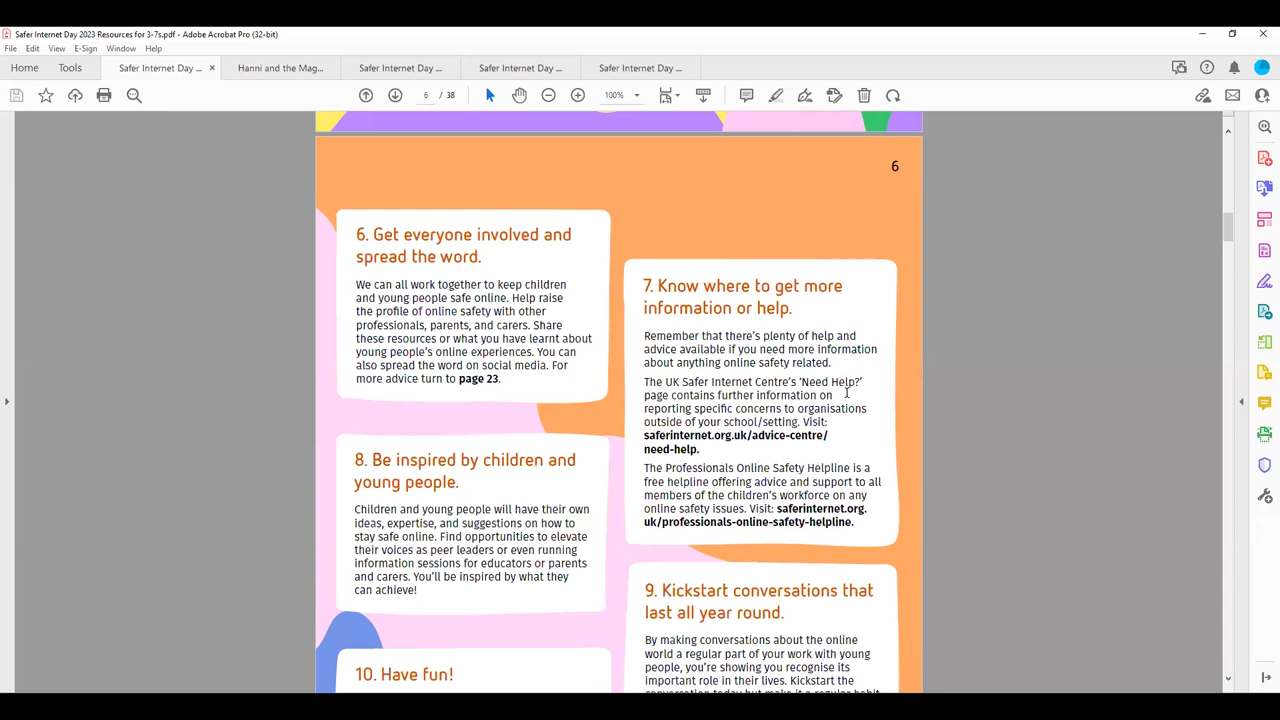 Safer Internet Day 2023 Resources for 3-7s.pdf - Adobe Acrobat Pro (32-bit)
File Edit View E-Sign Window Help
Home Tools Safer Internet Day ... × Hanni and the Mag... Safer Internet Day ... Safer Internet Day ... Safer Internet Day ...
6 / 38 100%
6
6. Get everyone involved and
spread the word.
We can all work together to keep children
and young people safe online. Help raise
the profile of online safety with other
professionals, parents, and carers. Share
these resources or what you have learnt about
young people's online experiences. You can
also spread the word on social media. For
more advice turn to page 23.
7. Know where to get more
information or help.
Remember that there's plenty of help and
advice available if you need more information
about anything online safety related.
The UK Safer Internet Centre's 'Need Help?'
page contains further information on
reporting specific concerns to organisations
outside of your school/setting. Visit:
saferinternet.org.uk/advice-centre/
need-help.
The Professionals Online Safety Helpline is a
free helpline offering advice and support to all
members of the children's workforce on any
online safety issues. Visit: saferinternet.org.
uk/professionals-online-safety-helpline.
8. Be inspired by children and
young people.
Children and young people will have their own
ideas, expertise, and suggestions on how to
stay safe online. Find opportunities to elevate
their voices as peer leaders or even running
information sessions for educators or parents
and carers. You'll be inspired by what they
can achieve!
9. Kickstart conversations that
last all year round.
By making conversations about the online
world a regular part of your work with young
people, you're showing you recognise its
important role in their lives. Kickstart the
conversation today but make it a regular habit
10. Have fun!